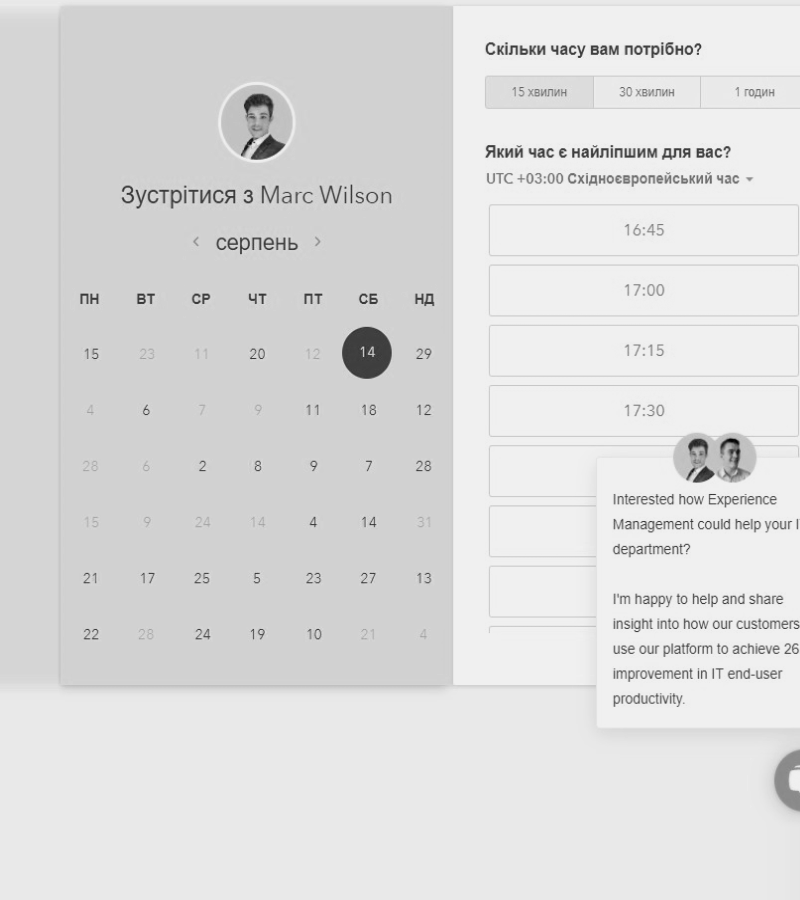 Зустрітися з Marc Wilson
‹ серпень ›
ПН ВТ СР ЧТ ПТ СБ НД
15 23 11 20 12 14 29
4 6 7 9 11 18 12
28 6 2 8 9 7 28
15 9 24 14 4 14 31
21 17 25 5 23 27 13
22 28 24 19 10 21 4
Скільки часу вам потрібно?
15 хвилин 30 хвилин 1 годин
Який час є найліпшим для вас?
UTC +03:00 Східноєвропейський час
16:45
17:00
17:15
17:30
Interested how Experience
Management could help your
department?
I'm happy to help and share
insight into how our customers
use our platform to achieve 26
improvement in IT end-user
productivity.